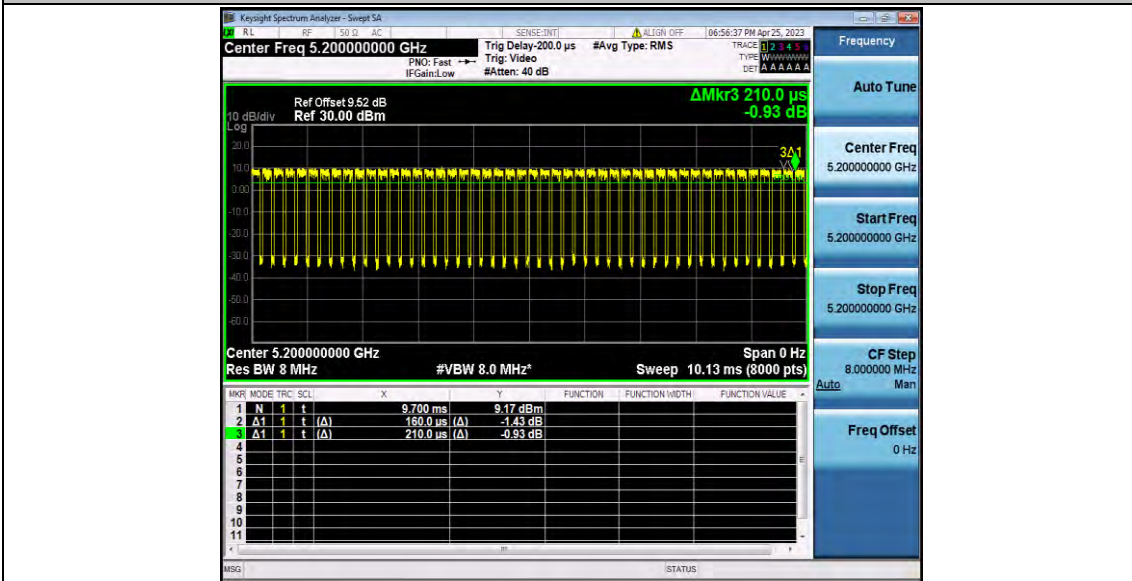 Keysight Spectrum Analyzer - Swept SA
RL RF 50 Ω AC SENSE:INT ALIGN OFF 06:56:37 PM Apr 25, 2023
Center Freq 5.200000000 GHz
PNO: Fast
IFGain:Low
Trig Delay-200.0 µs
Trig: Video
#Atten: 40 dB
#Avg Type: RMS
TRACE 1 2 3 4 5 6
TYPE W
DET A A A A A A
Frequency
Auto Tune
Center Freq
5.200000000 GHz
Start Freq
5.200000000 GHz
Stop Freq
5.200000000 GHz
CF Step
8.000000 MHz
Auto Man
Freq Offset
0 Hz
ΔMkr3 210.0 µs
-0.93 dB
Ref Offset 9.52 dB
10 dB/div Ref 30.00 dBm
Log
20.0
10.0
0.00
-10.0
-20.0
-30.0
-40.0
-50.0
-60.0
3Δ1
Center 5.200000000 GHz Span 0 Hz
Res BW 8 MHz #VBW 8.0 MHz* Sweep 10.13 ms (8000 pts)
MKR MODE TRC SCL X Y FUNCTION FUNCTION WIDTH FUNCTION VALUE
1 N 1 t 9.700 ms 9.17 dBm
2 Δ1 1 t (Δ) 160.0 µs (Δ) -1.43 dB
3 Δ1 1 t (Δ) 210.0 µs (Δ) -0.93 dB
4
5
6
7
8
9
10
11
MSG STATUS